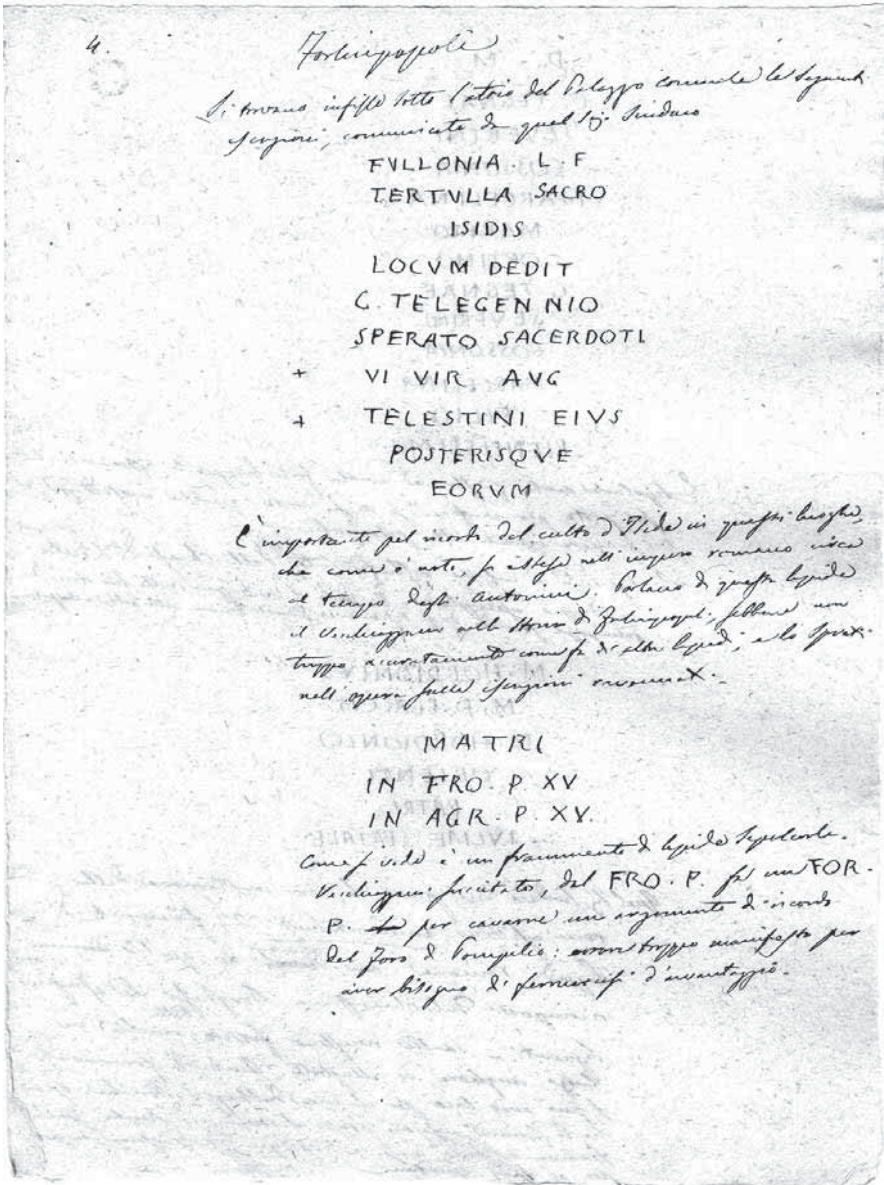 4.
Forlimpopoli
Si trovano infisse sotto l'atrio del Palazzo comunale le seguenti
iscrizioni, comunicate da quel Sig. Sindaco
FVLLONIA . L . F
TERTVLLA SACRO
ISIDIS
LOCVM DEDIT
C. TELEGENNIO
SPERATO SACERDOTI
+ VI VIR AVG
+ TELESTINI EIVS
POSTERISQVE
EORVM
È importante pel ricordo del culto d'Iside in questi luoghi,
che come è noto, si estese nell'impero romano circa
al tempo degli Antonini. Parlano di questa lapide
il Vecchiazzani nella Storia di Forlimpopoli, sebbene non
troppo accuratamente come fa di altre lapidi, e lo Spreti
nell'opera sulle iscrizioni
MATRI
IN FRO. P. XV
IN AGR. P. XV.
Come si vede è un frammento di lapide sepolcrale.
Vecchiazzani succitato, del FRO. P. fa un FOR.
P. per cavarne un argomento di ricordo
del Foro di Pompilio: errore troppo manifesto per
aver bisogno di fermarcisi d'avvantaggio.